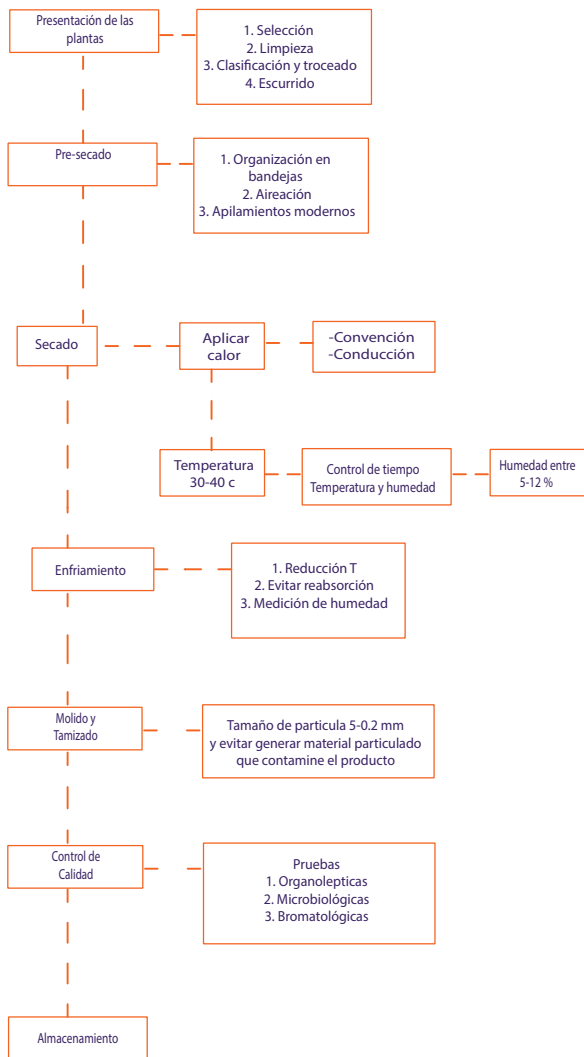 Presentación de las
plantas
1. Selección
2. Limpieza
3. Clasificación y troceado
4. Escurrido
Pre-secado
1. Organización en
bandejas
2. Aireación
3. Apilamientos modernos
Secado
Aplicar
calor
-Convención
-Conducción
Temperatura
30-40 c
Control de tiempo
Temperatura y humedad
Humedad entre
5-12 %
Enfriamiento
1. Reducción T
2. Evitar reabsorción
3. Medición de humedad
Molido y
Tamizado
Tamaño de particula 5-0.2 mm
y evitar generar material particulado
que contamine el producto
Control de
Calidad
Pruebas
1. Organolepticas
2. Microbiológicas
3. Bromatológicas
Almacenamiento